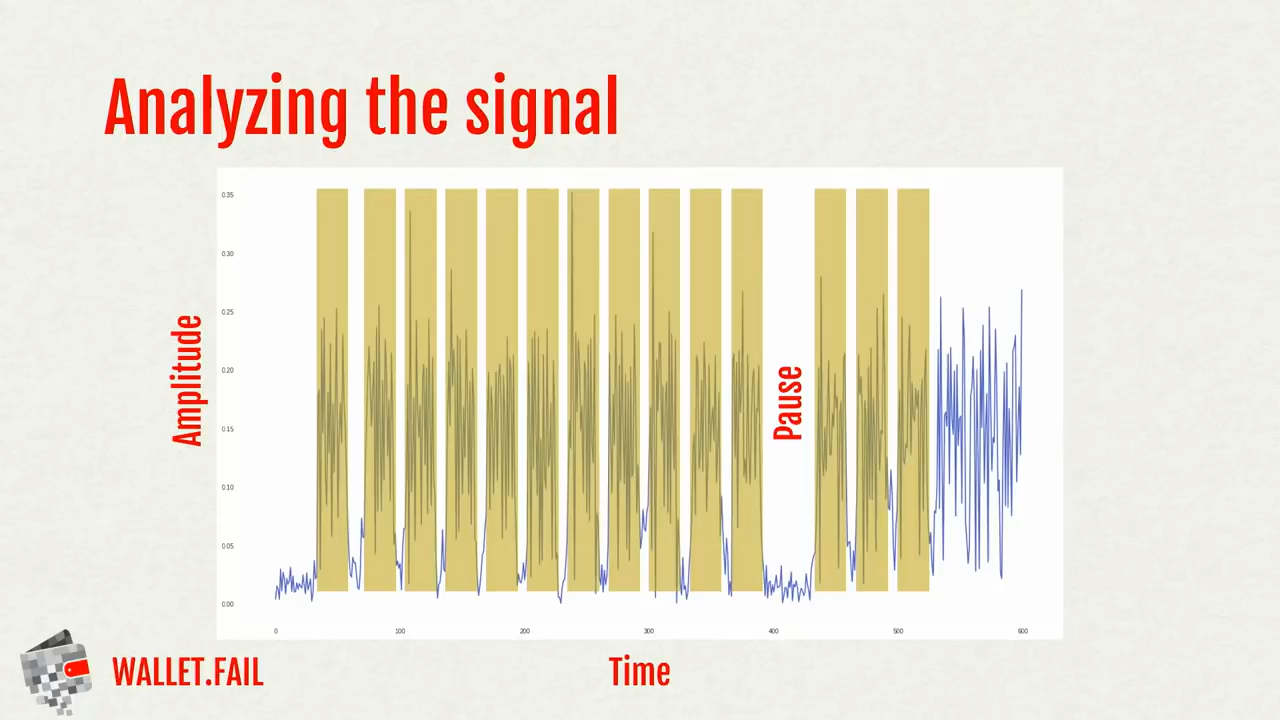 Analyzing the signal
0.35
0.30
0.25
0.20
0.15
0.10
0.05
0.00
Amplitude
Pause
0 100 200 300 400 500 600
Time
WALLET.FAIL